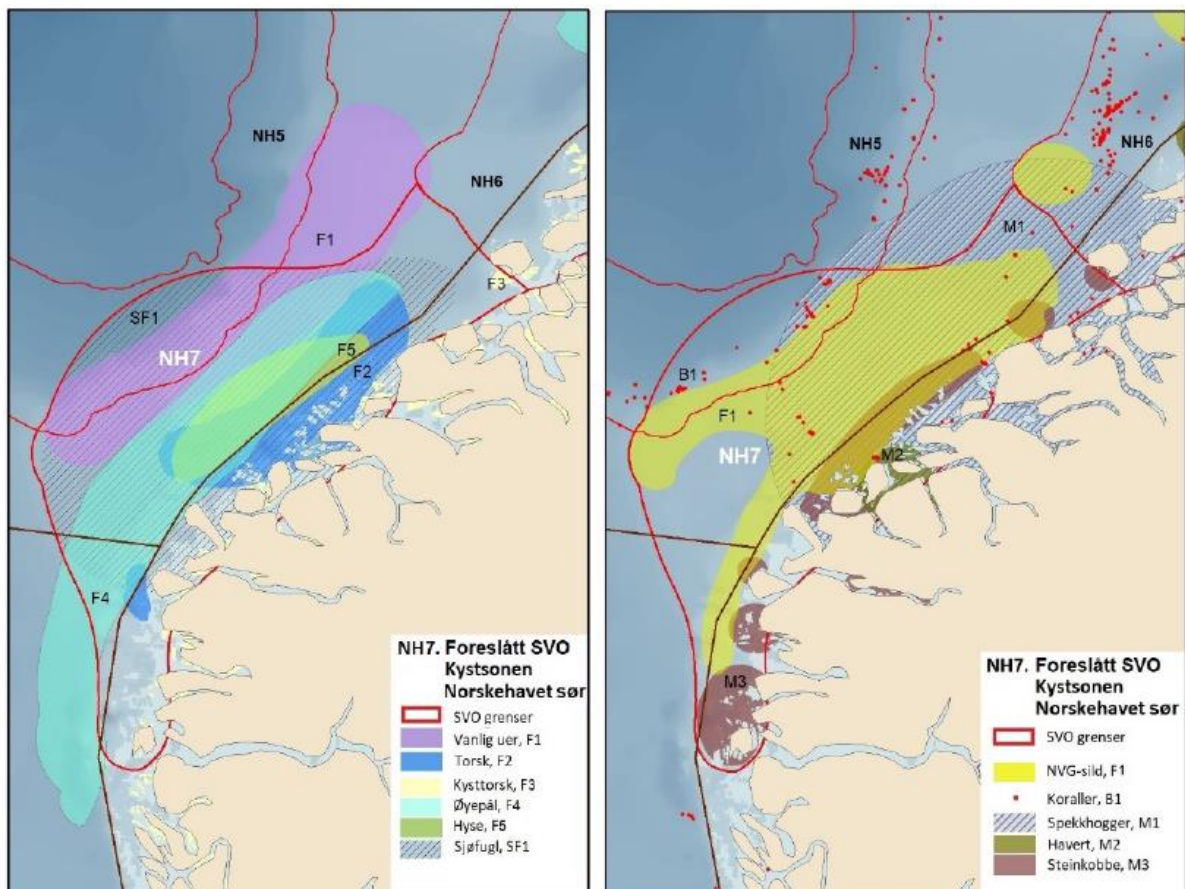 NH5
NH6
F1
F3
SF1
NH7
F5
F2
F4
NH7. Foreslått SVO
Kystsonen
Norskehavet sør
SVO grenser
Vanlig uer, F1
Torsk, F2
Kysttorsk, F3
Øyepål, F4
Hyse, F5
Sjøfugl, SF1
NH5
NH6
M1
B1
F1
NH7
M2
M3
NH7. Foreslått SVO
Kystsonen
Norskehavet sør
SVO grenser
NVG-sild, F1
Koraller, B1
Spekkhogger, M1
Havert, M2
Steinkobbe, M3